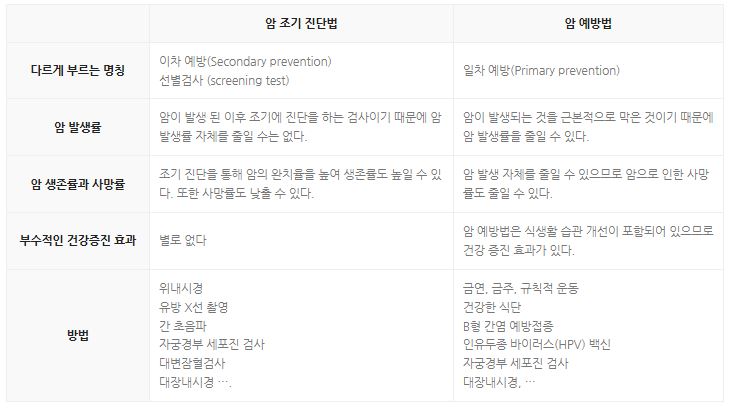 암 조기 진단법
암 예방법
다르게 부르는 명칭
이차 예방(Secondary prevention)
선별검사 (screening test)
일차 예방(Primary prevention)
암 발생률
암이 발생 된 이후 조기에 진단을 하는 검사이기 때문에 암
발생률 자체를 줄일 수는 없다.
암이 발생되는 것을 근본적으로 막은 것이기 때문에
암 발생률을 줄일 수 있다.
암 생존률과 사망률
조기 진단을 통해 암의 완치율을 높여 생존률도 높일 수 있
다. 또한 사망률도 낮출 수 있다.
암 발생 자체를 줄일 수 있으므로 암으로 인한 사망
률도 줄일 수 있다.
부수적인 건강증진 효과
별로 없다
암 예방법은 식생활 습관 개선이 포함되어 있으므로
건강 증진 효과가 있다.
방법
위내시경
유방 X선 촬영
간 초음파
자궁경부 세포진 검사
대변잠혈검사
대장내시경 ….
금연, 금주, 규칙적 운동
건강한 식단
B형 간염 예방접종
인유두종 바이러스(HPV) 백신
자궁경부 세포진 검사
대장내시경, …